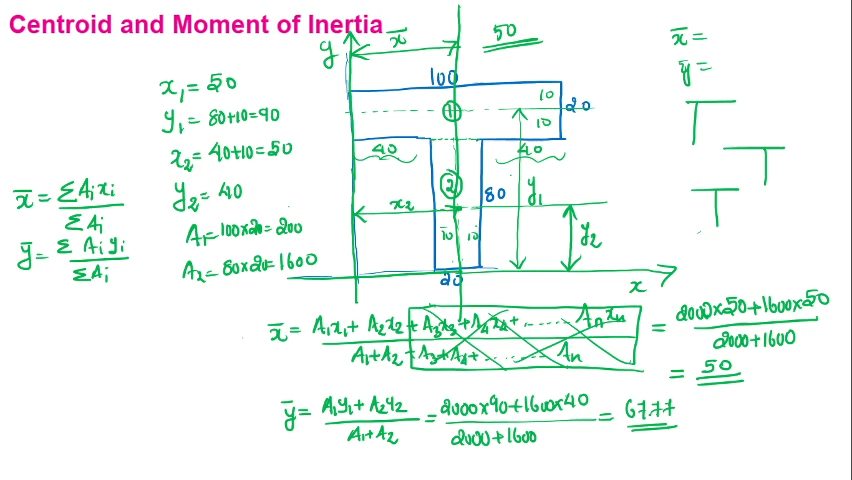 Centroid and Moment of Inertia
x̅
50
x̅ =
y̅ =
y
100
x₁ = 50
y₁ = 80+10=90
x₂ = 40+10=50
y₂ = 40
A₁=100x20=200
A₂=80x20=1600
x̅ = ΣAᵢxᵢ
ΣAᵢ
y̅ = ΣAᵢyᵢ
ΣAᵢ
1
10
10
20
40
40
2
80
y₁
x₂
10
10
y₂
20
x
x̅ = A₁x₁ + A₂x₂ + A₃x₃ + A₄x₄ + ...... Aₙxₙ
A₁+A₂+A₃+A₄+ ...... Aₙ
= 2000x50+1600x50
2000+1600
= 50
y̅ = A₁y₁+A₂y₂
A₁+A₂
= 2000x90+1600x40
2000+1600
= 67.77